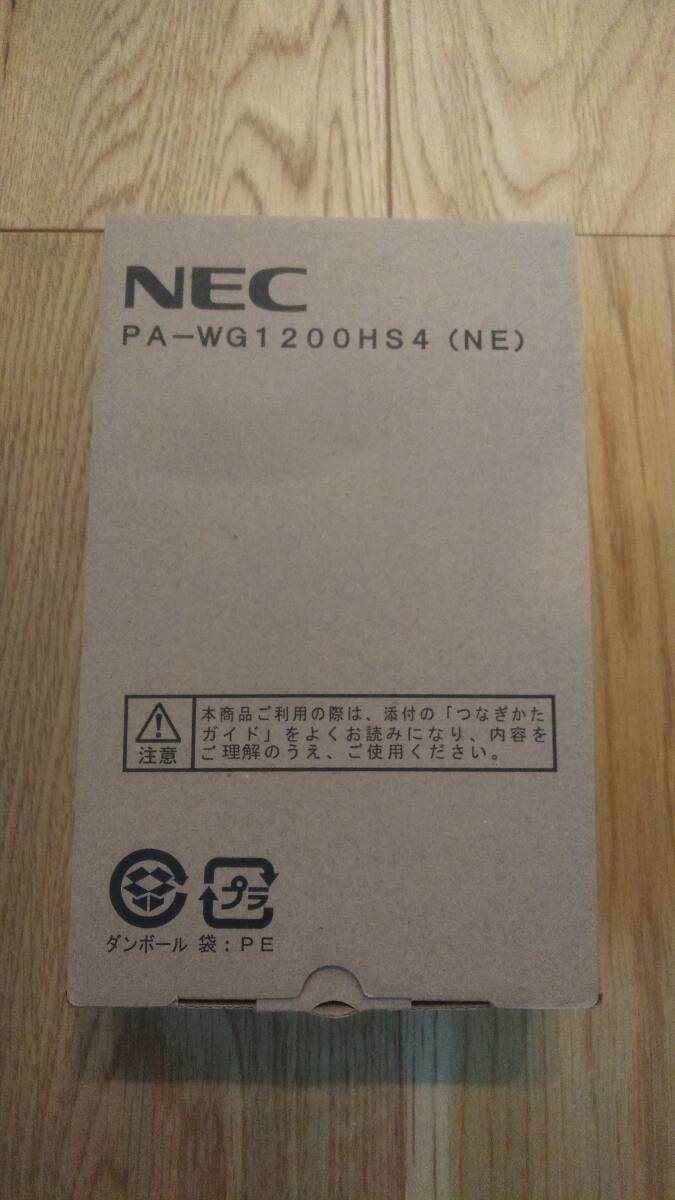 NEC
PA-WG1200HS4 (NE)
注意
本商品ご利用の際は、添付の「つなぎかた
ガイド」をよくお読みになり、内容を
ご理解のうえ、ご使用ください。
プラ
ダンボール 袋:PE